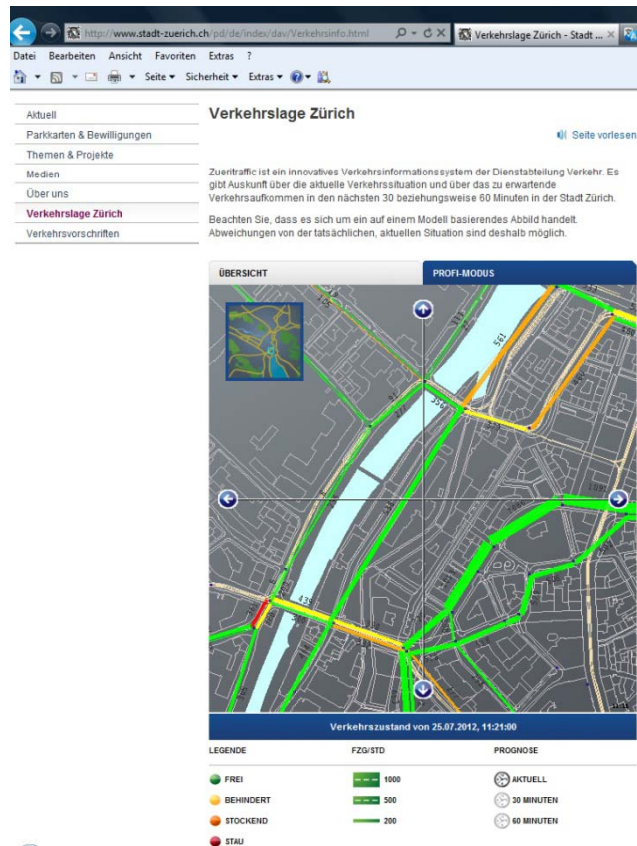 http://www.stadt-zuerich.ch/pd/de/index/dav/Verkehrsinfo.html
Verkehrslage Zürich - Stadt ...
Datei Bearbeiten Ansicht Favoriten Extras ?
Seite Sicherheit Extras
Aktuell
Parkkarten & Bewilligungen
Themen & Projekte
Medien
Über uns
Verkehrslage Zürich
Verkehrsvorschriften
Verkehrslage Zürich
Seite vorlesen
Zueritraffic ist ein innovatives Verkehrsinformationssystem der Dienstabteilung Verkehr. Es
gibt Auskunft über die aktuelle Verkehrssituation und über das zu erwartende
Verkehrsaufkommen in den nächsten 30 beziehungsweise 60 Minuten in der Stadt Zürich.
Beachten Sie, dass es sich um ein auf einem Modell basierendes Abbild handelt.
Abweichungen von der tatsächlichen, aktuellen Situation sind deshalb möglich.
ÜBERSICHT
PROFI-MODUS
561
356
277
439
11:16
Verkehrszustand von 25.07.2012, 11:21:00
LEGENDE
FZG/STD
PROGNOSE
FREI
1000
AKTUELL
BEHINDERT
500
30 MINUTEN
STOCKEND
200
60 MINUTEN
STAU